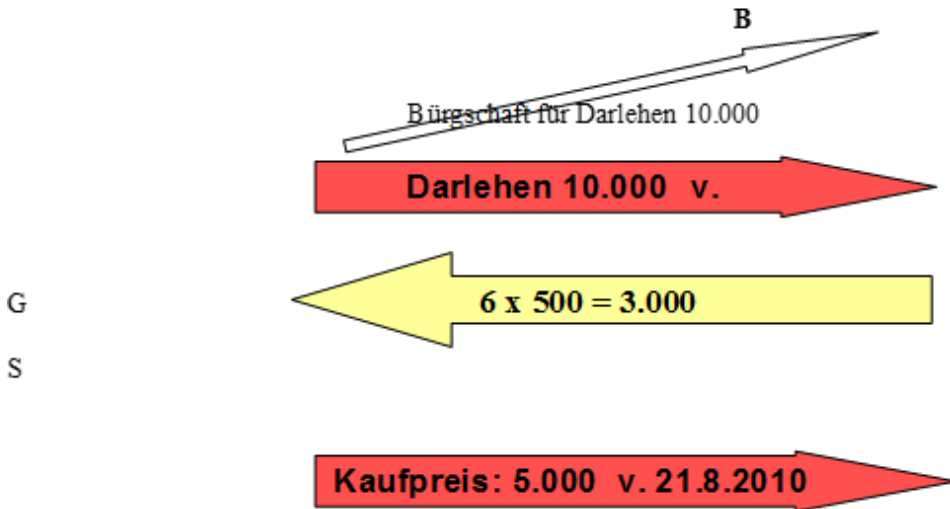 B
Bürgschaft für Darlehen 10.000
Darlehen 10.000 v.
G
6 x 500 = 3.000
S
Kaufpreis: 5.000 v. 21.8.2010